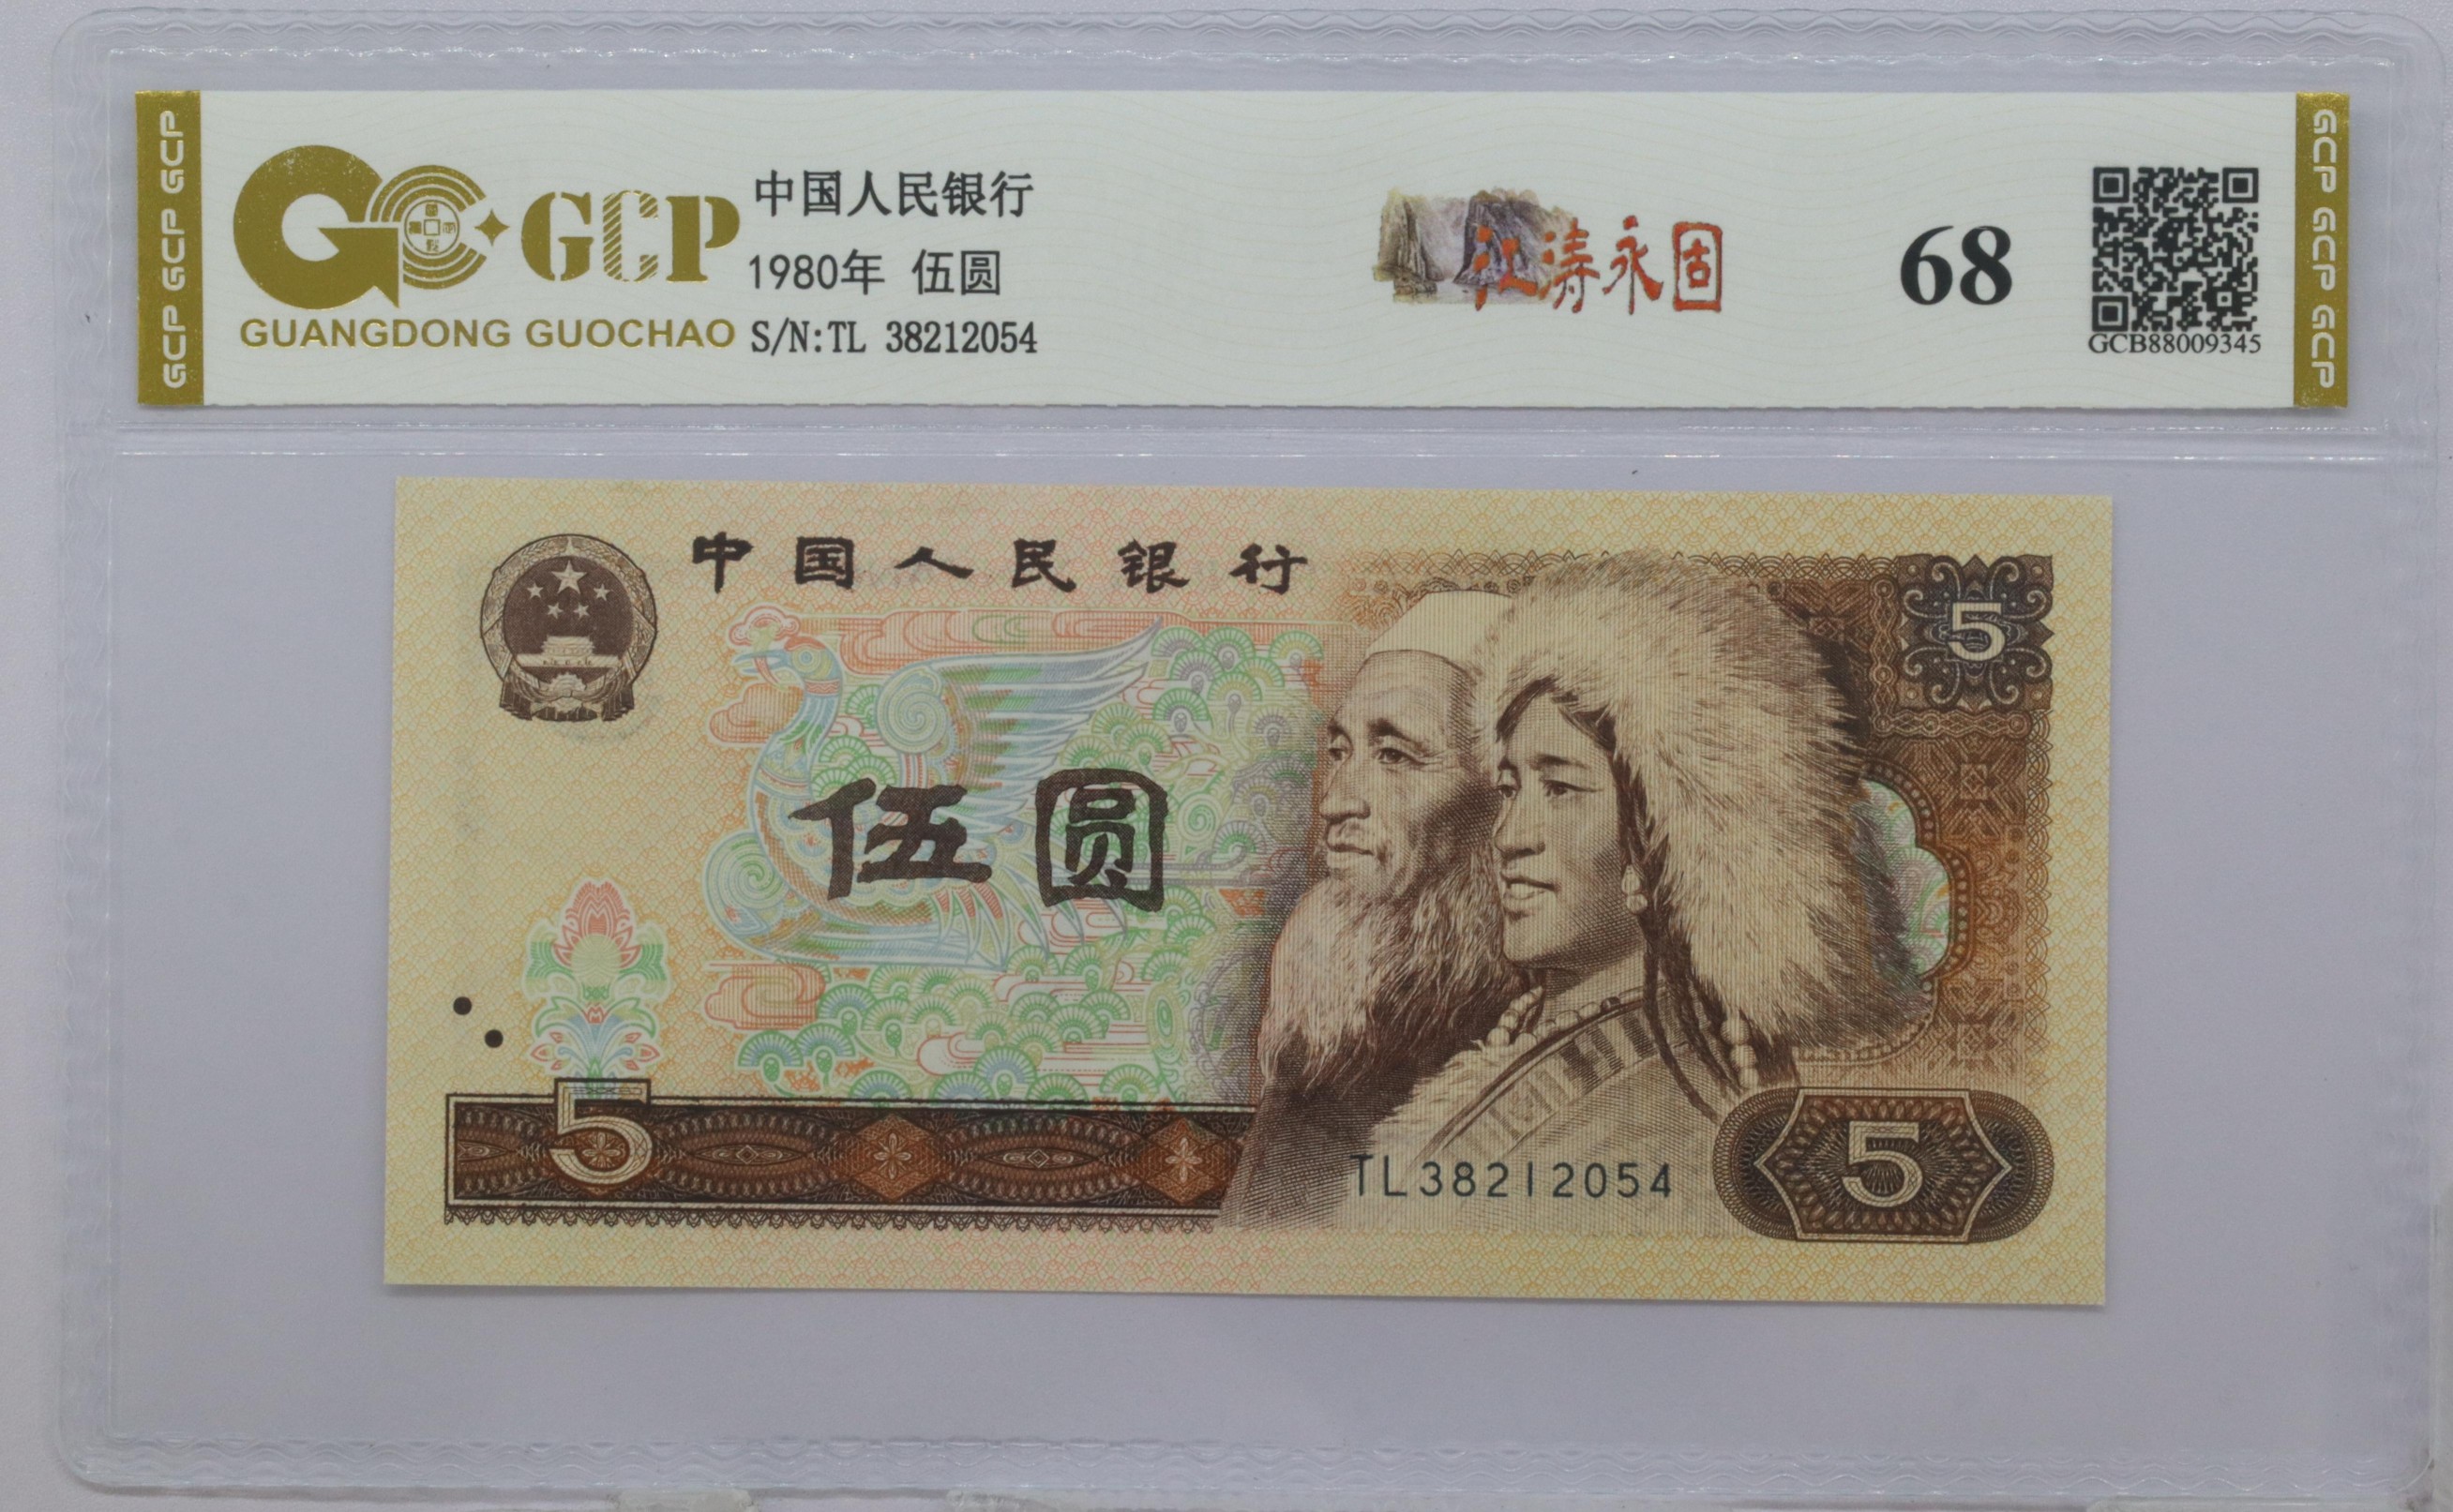 GCP GCP GCP
GCP
中国人民银行
1980年 伍圆
GUANGDONG GUOCHAO
S/N:TL 38212054
江涛永固
68
GCB88009345
GCP GCP GCP
中国人民银行
5
伍圆
5
TL38212054
5